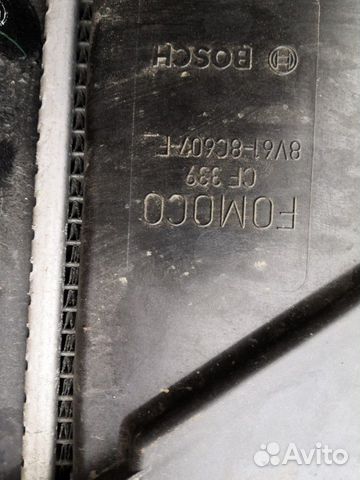 FOMOCO
CF 339
8V61-8C607-E
BOSCH
Avito